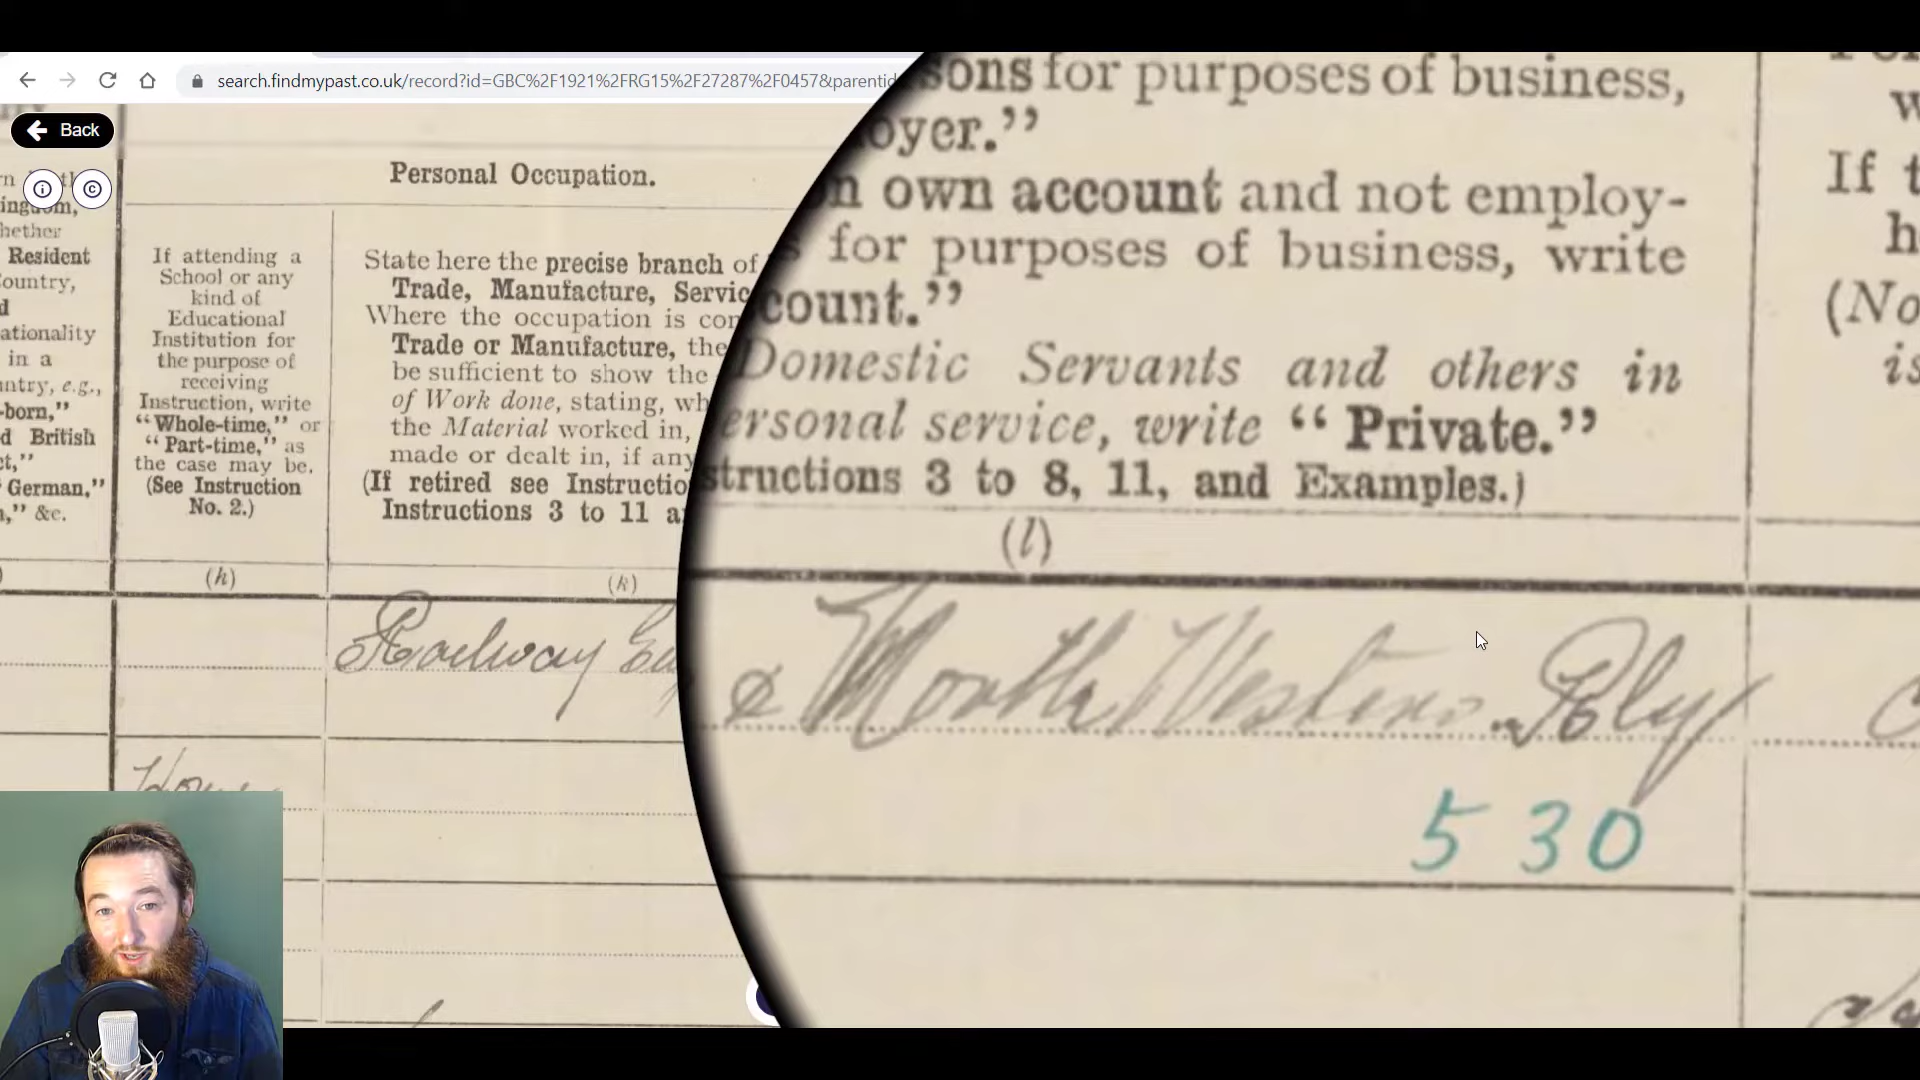 search.findmypast.co.uk/record?id=GBC%2F1921%2FRG15%2F27287%2F0457&parentid
Back
Resident
ountry,
ationality
in a
ntry, e.g.,
-born,"
d British
ct,"
German,"
," &c.
Personal Occupation.
If attending a
School or any
kind of
Educational
Institution for
the purpose of
receiving
Instruction, write
"Whole-time," or
"Part-time," as
the case may be.
(See Instruction
No. 2.)
(h)
State here the precise branch of
Trade, Manufacture, Servic
Where the occupation is con
Trade or Manufacture, the
be sufficient to show the
of Work done, stating, wh
the Material worked in,
made or dealt in, if any
(If retired see Instructio
Instructions 3 to 11 a
(k)
Railway
sons for purposes of business,
oyer."
n own account and not employ-
s for purposes of business, write
count."
Domestic Servants and others in
ersonal service, write "Private."
structions 3 to 8, 11, and Examples.)
(l)
& North Western Rly
5 3 0
If t
h
(No
is